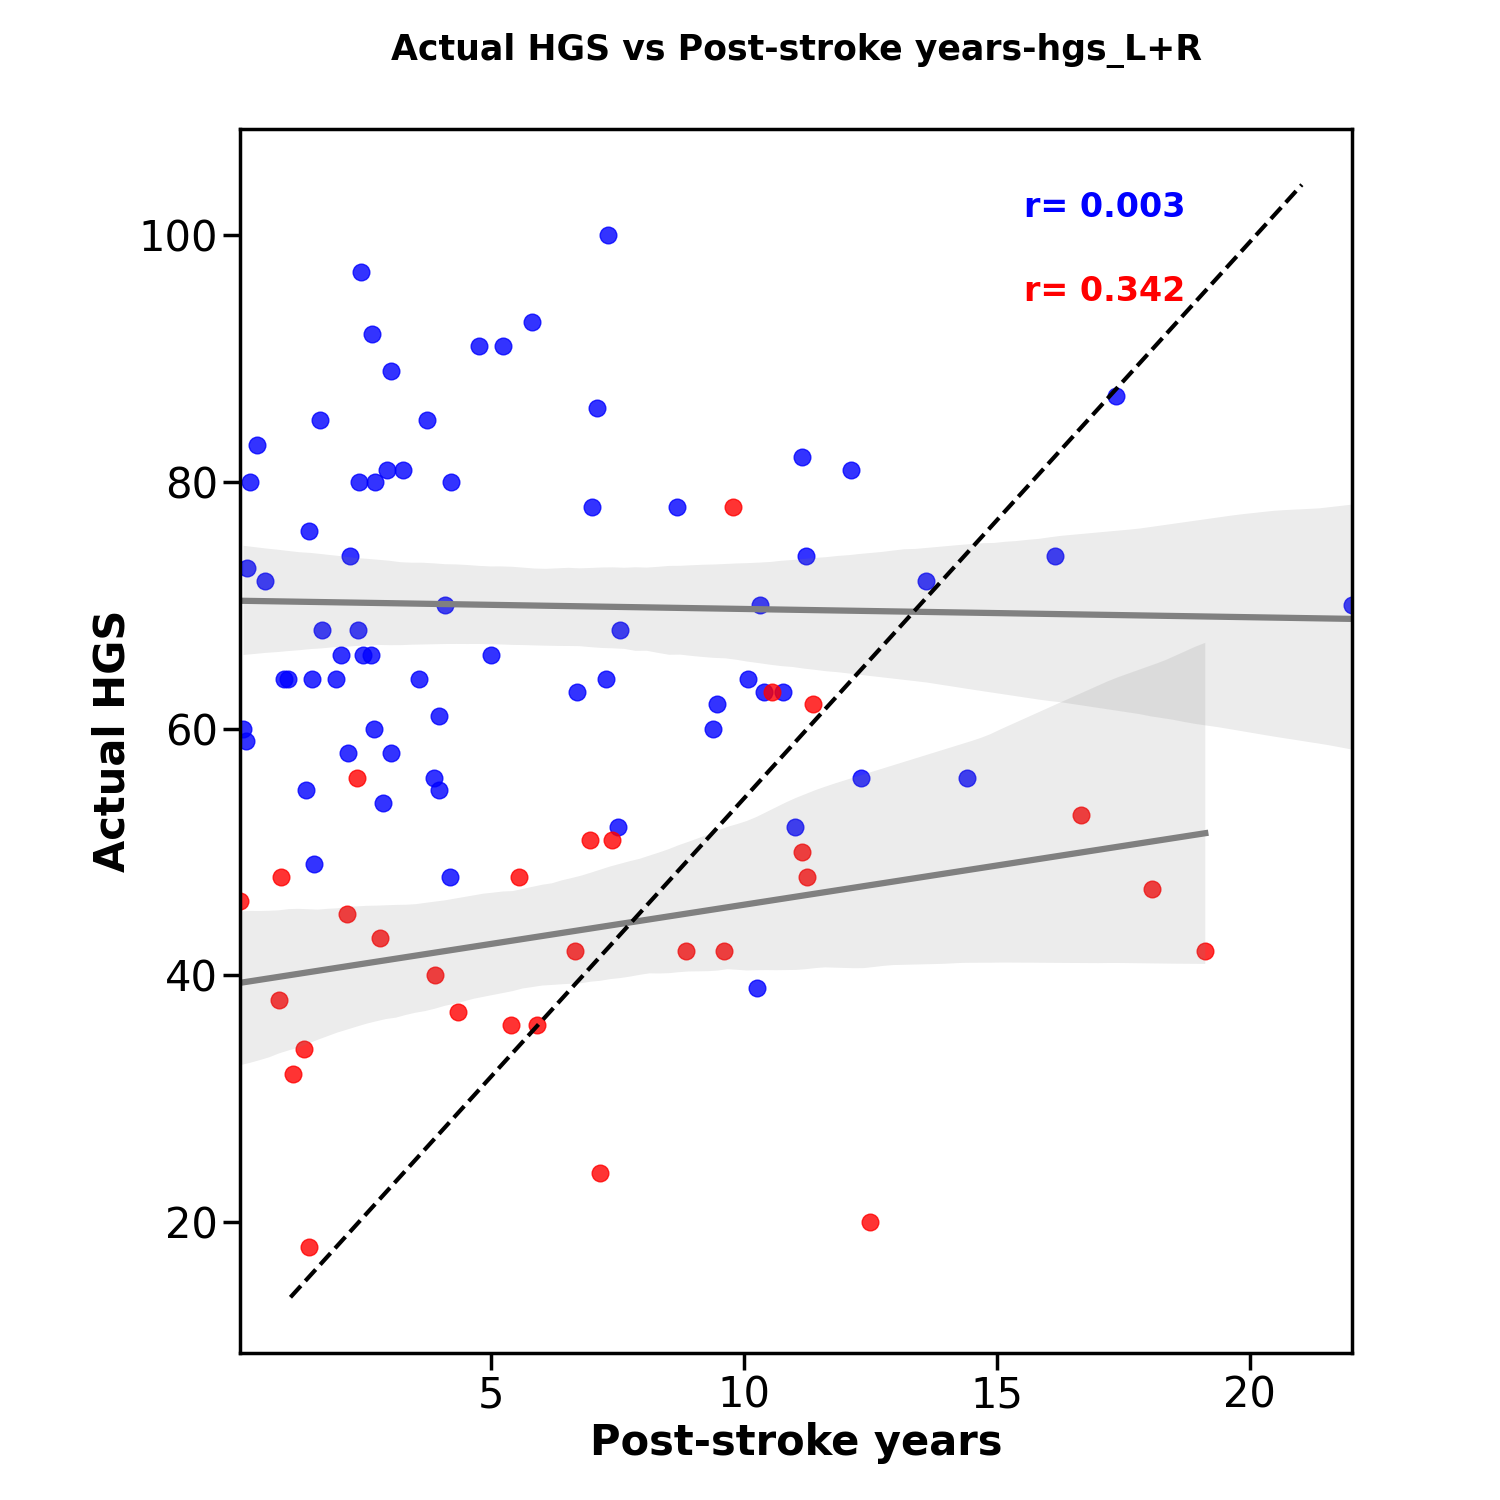 Actual HGS vs Post-stroke years-hgs_L+R
r= 0.003
r= 0.342
100
80
60
40
20
Actual HGS
5 10 15 20
Post-stroke years